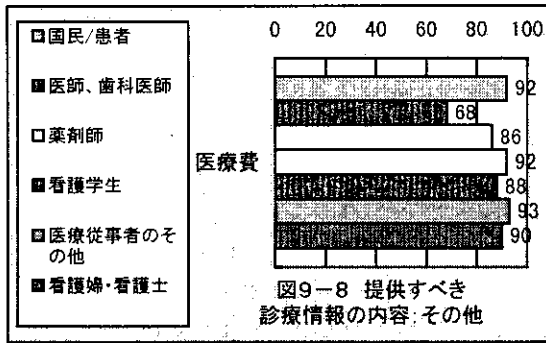 国民/患者
医師、歯科医師
薬剤師
看護学生
医療従事者のそ
の他
看護婦・看護士
0 20 40 60 80 100
医療費
92
68
86
92
88
93
90
図9-8 提供すべき
診療情報の内容:その他